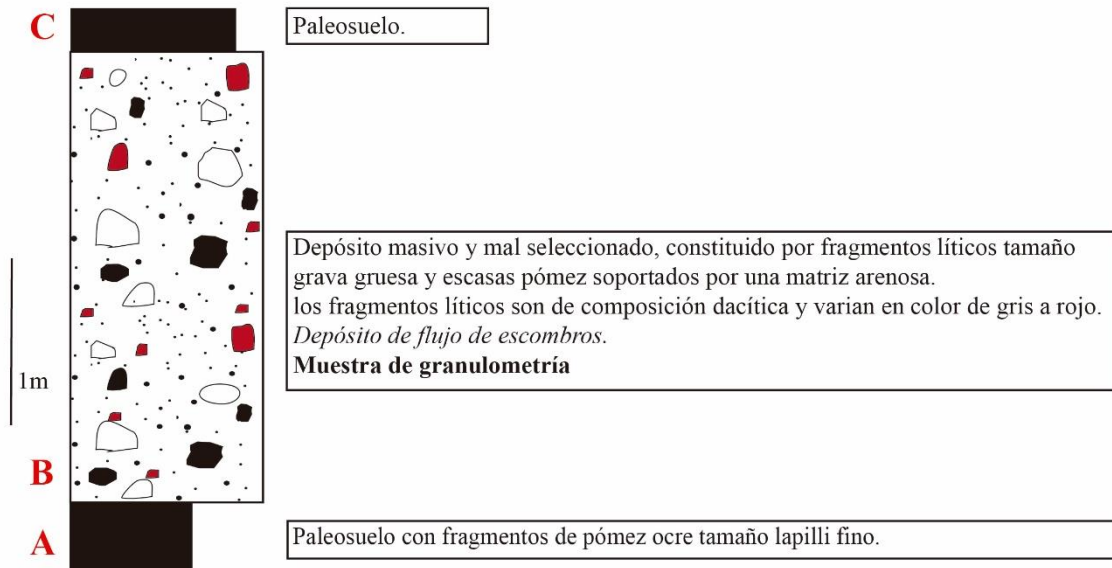 C
Paleosuelo.
Depósito masivo y mal seleccionado, constituido por fragmentos líticos tamaño
grava gruesa y escasas pómez soportados por una matriz arenosa.
los fragmentos líticos son de composición dacítica y varian en color de gris a rojo.
Depósito de flujo de escombros.
Muestra de granulometría
1m
B
A
Paleosuelo con fragmentos de pómez ocre tamaño lapilli fino.